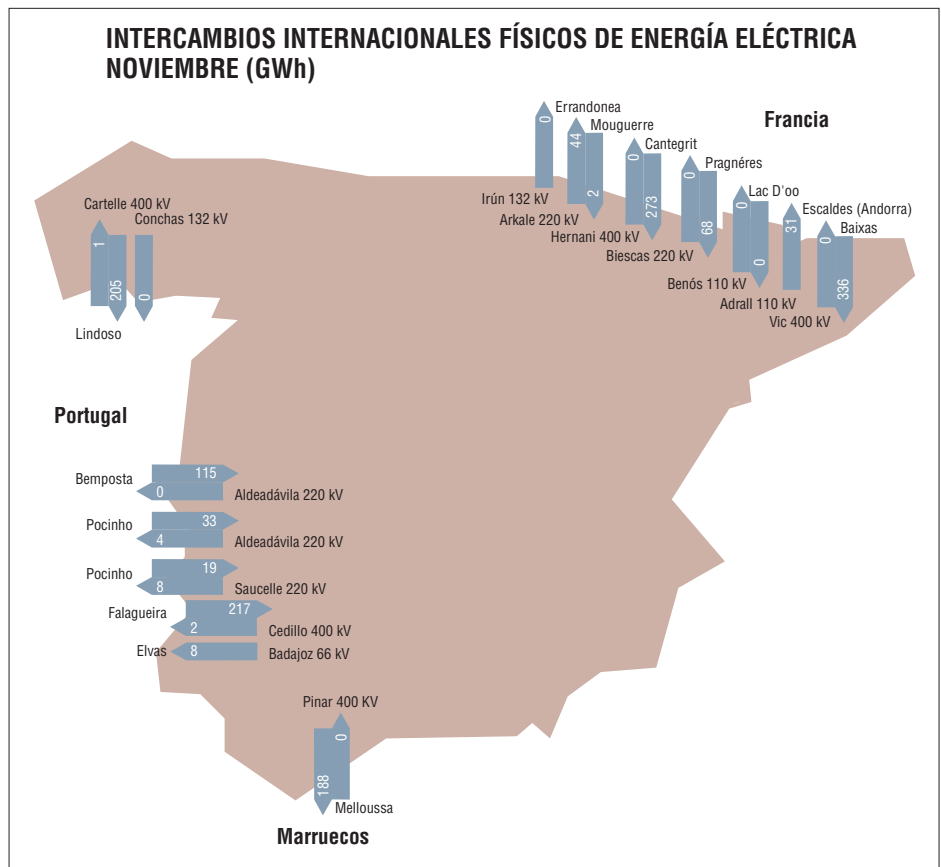 INTERCAMBIOS INTERNACIONALES FÍSICOS DE ENERGÍA ELÉCTRICA
NOVIEMBRE (GWh)
Francia
Errandonea
0
Irún 132 kV
Mouguerre
44
2
Arkale 220 kV
Cantegrit
0
273
Hernani 400 kV
Pragnéres
0
68
Biescas 220 kV
Lac D'oo
0
0
Benós 110 kV
Escaldes (Andorra)
31
Adrall 110 kV
Baixas
0
336
Vic 400 kV
Cartelle 400 kV
Conchas 132 kV
1
205
0
Lindoso
Portugal
Bemposta
115
0
Aldeadávila 220 kV
Pocinho
33
4
Aldeadávila 220 kV
Pocinho
19
8
Saucelle 220 kV
Falagueira
217
2
Cedillo 400 kV
Elvas
8
Badajoz 66 kV
Pinar 400 KV
0
188
Melloussa
Marruecos